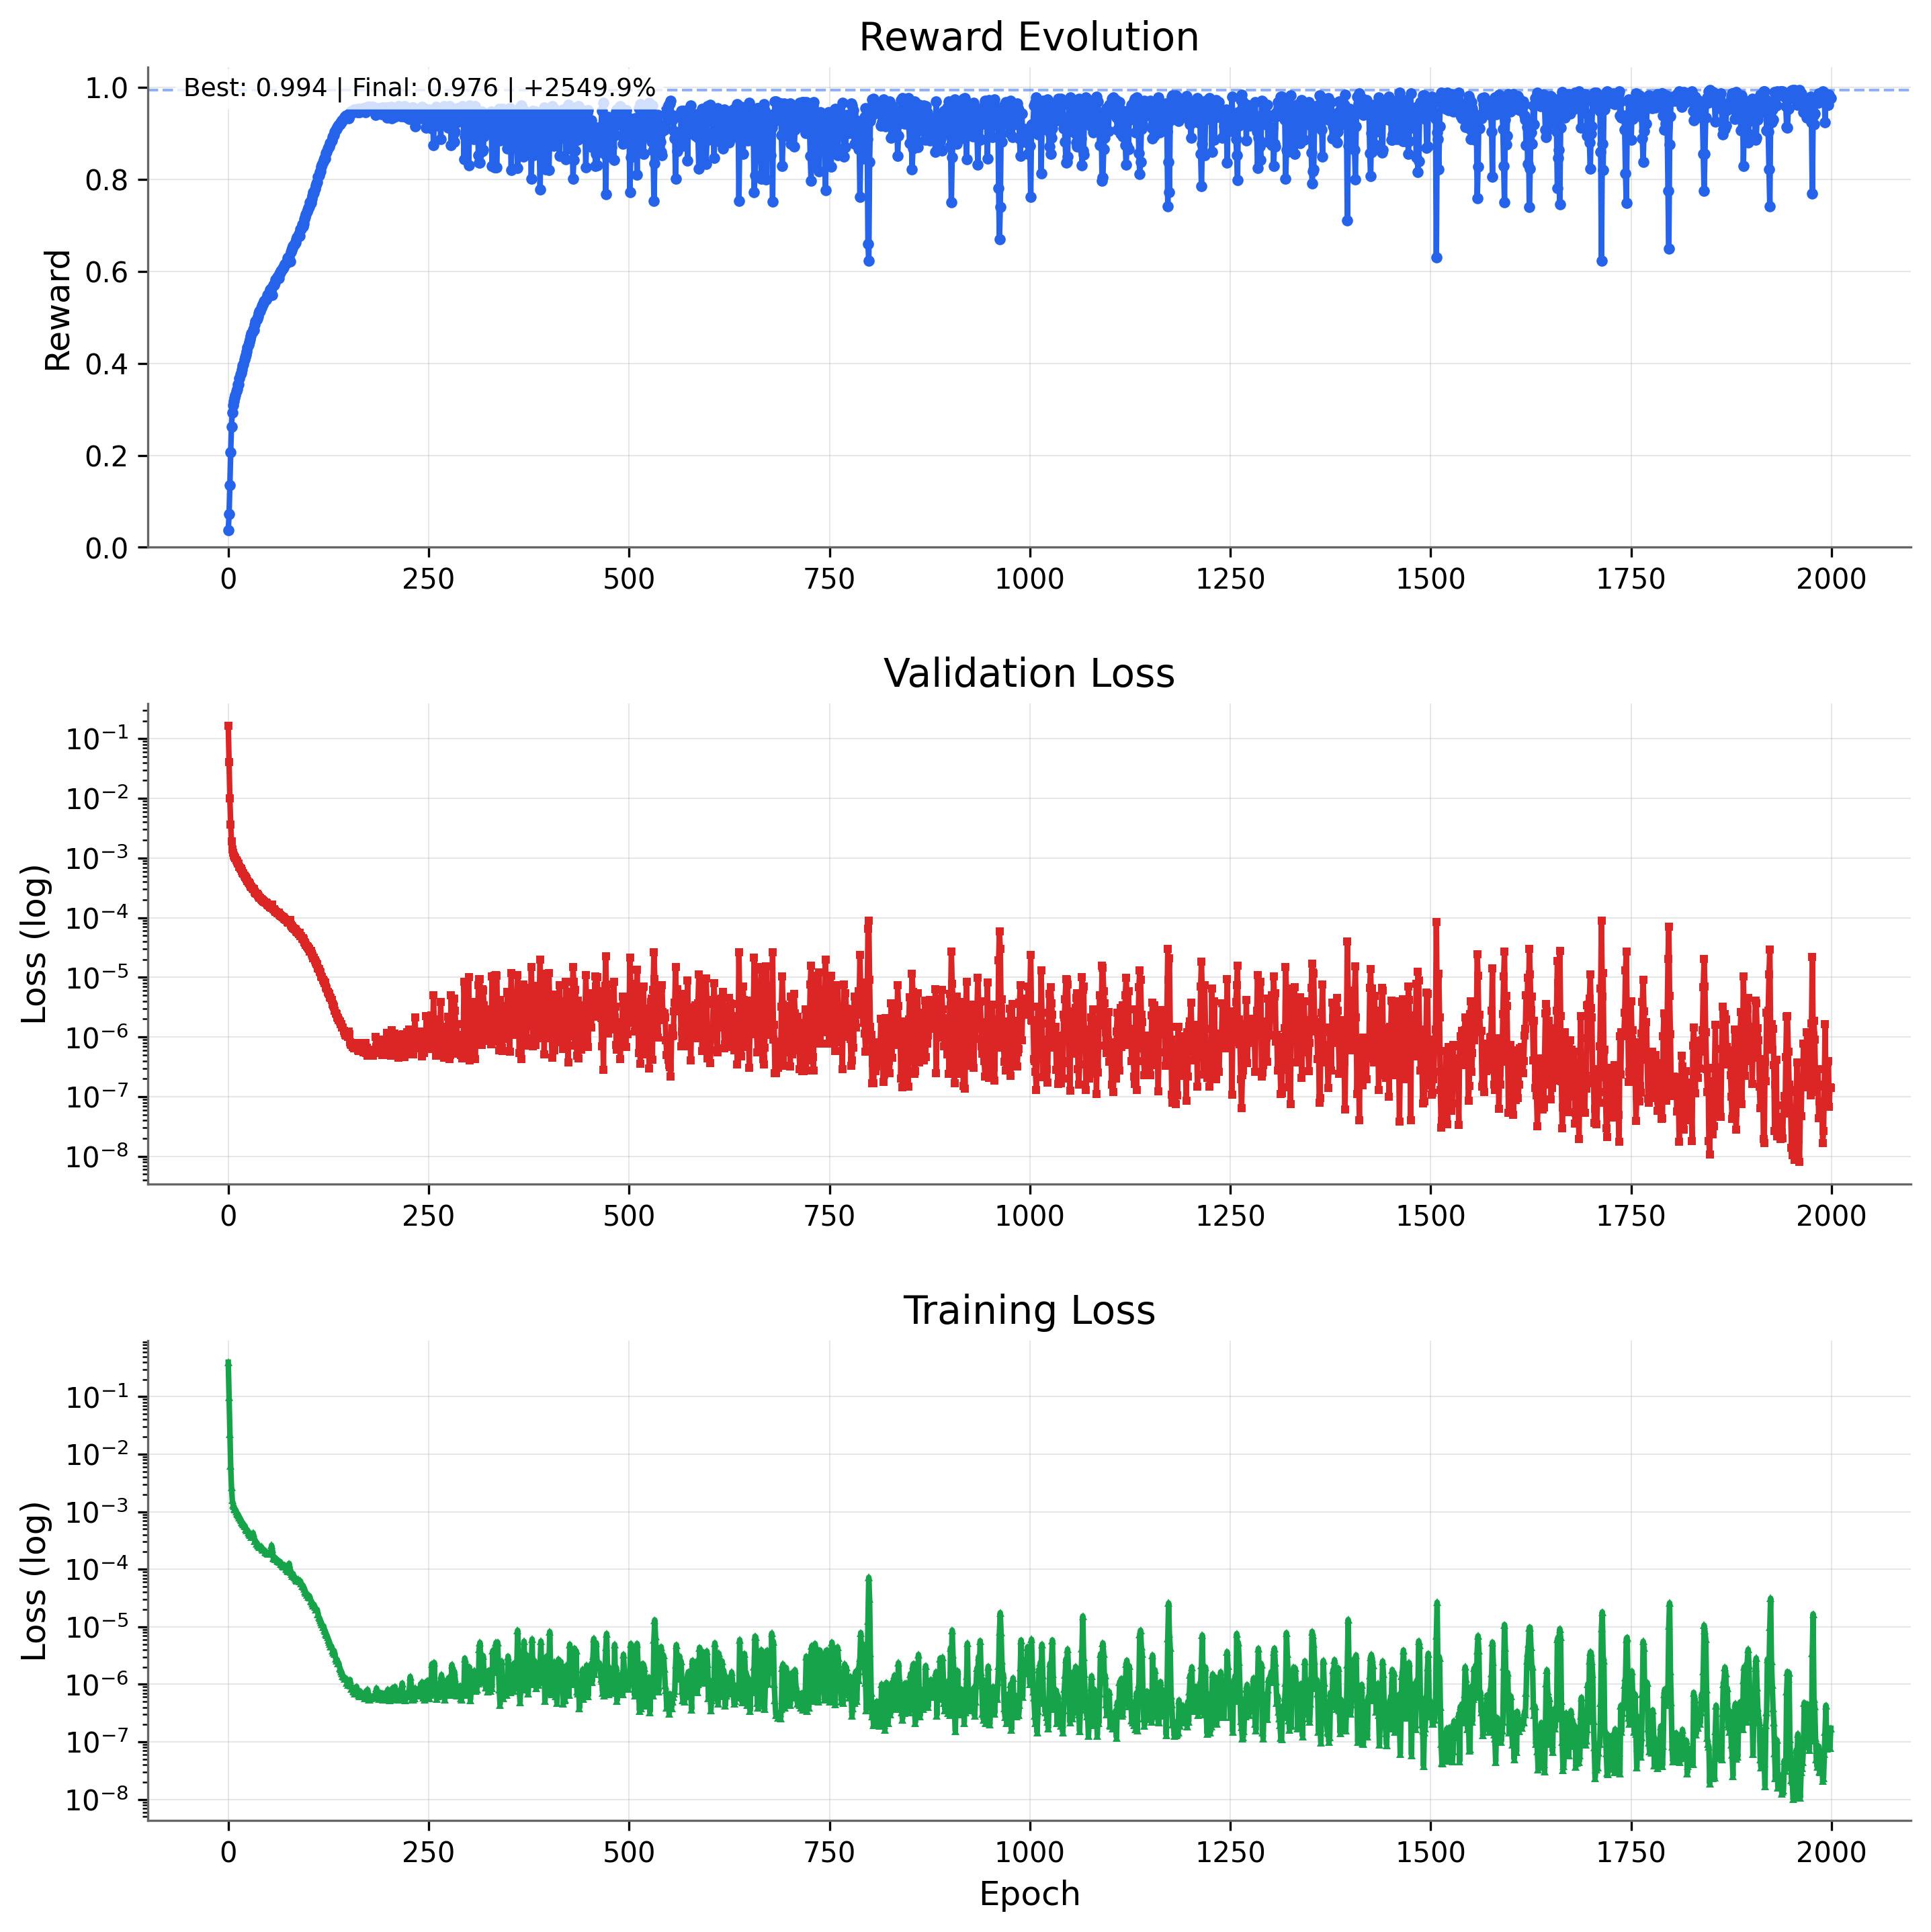 Reward Evolution
Best: 0.994 | Final: 0.976 | +2549.9%
Reward
1.0
0.8
0.6
0.4
0.2
0.0
0 250 500 750 1000 1250 1500 1750 2000
Validation Loss
Loss (log)
10⁻¹
10⁻²
10⁻³
10⁻⁴
10⁻⁵
10⁻⁶
10⁻⁷
10⁻⁸
0 250 500 750 1000 1250 1500 1750 2000
Training Loss
Loss (log)
10⁻¹
10⁻²
10⁻³
10⁻⁴
10⁻⁵
10⁻⁶
10⁻⁷
10⁻⁸
0 250 500 750 1000 1250 1500 1750 2000
Epoch